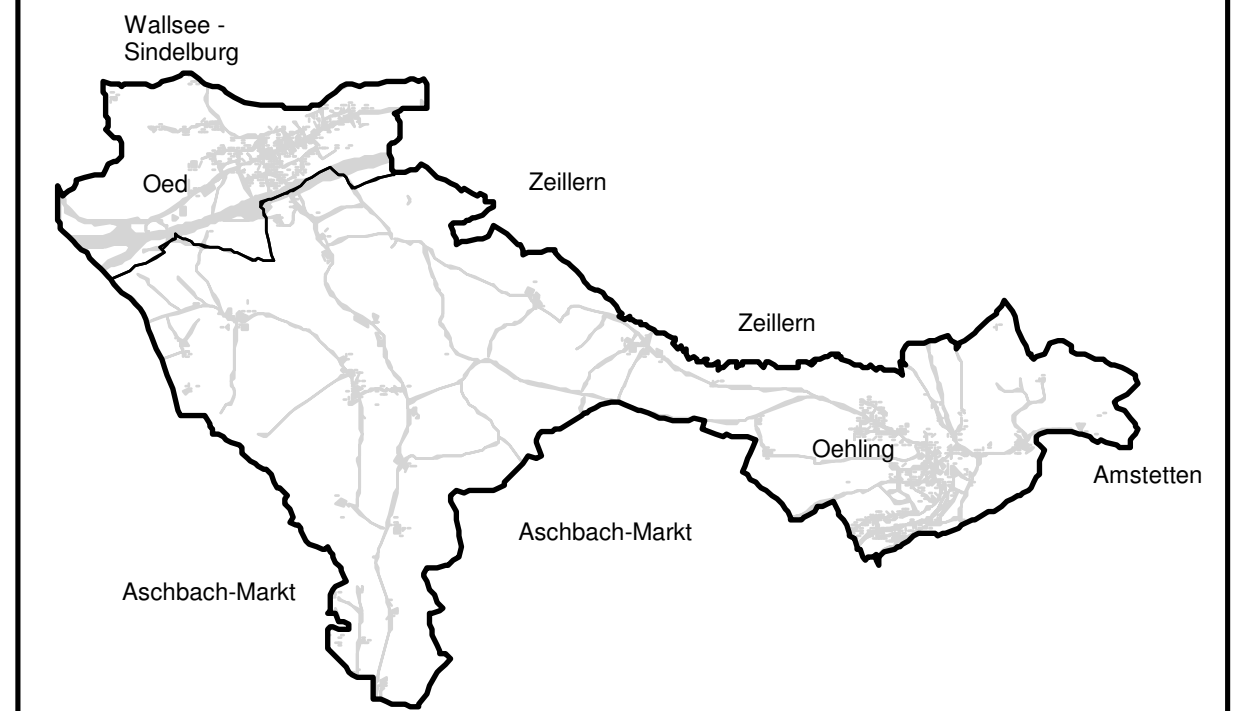 Wallsee -
Sindelburg
Oed
Zeillern
Zeillern
Oehling
Amstetten
Aschbach-Markt
Aschbach-Markt